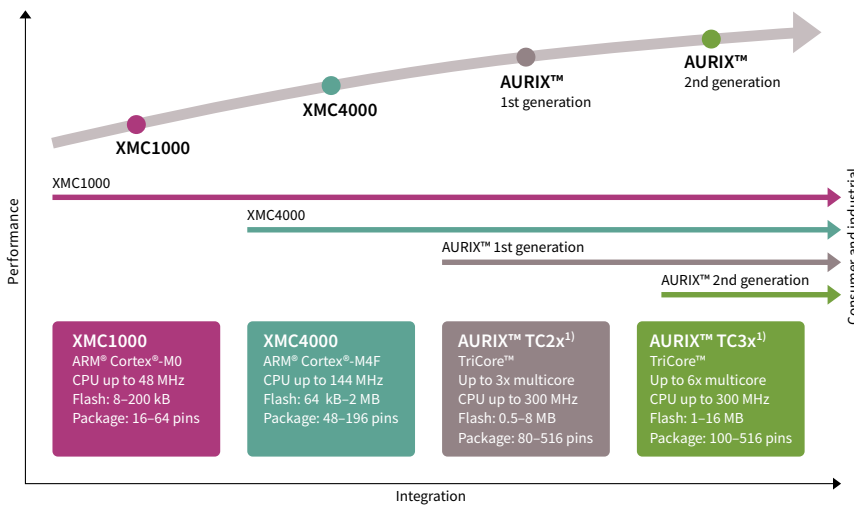 AURIX™
2nd generation
AURIX™
1st generation
XMC4000
XMC1000
XMC1000
XMC4000
AURIX™ 1st generation
AURIX™ 2nd generation
Performance
Consumer and industrial
XMC1000
ARM® Cortex®-M0
CPU up to 48 MHz
Flash: 8–200 kB
Package: 16–64 pins
XMC4000
ARM® Cortex®-M4F
CPU up to 144 MHz
Flash: 64 kB–2 MB
Package: 48–196 pins
AURIX™ TC2x1)
TriCore™
Up to 3x multicore
CPU up to 300 MHz
Flash: 0.5–8 MB
Package: 80–516 pins
AURIX™ TC3x1)
TriCore™
Up to 6x multicore
CPU up to 300 MHz
Flash: 1–16 MB
Package: 100–516 pins
Integration